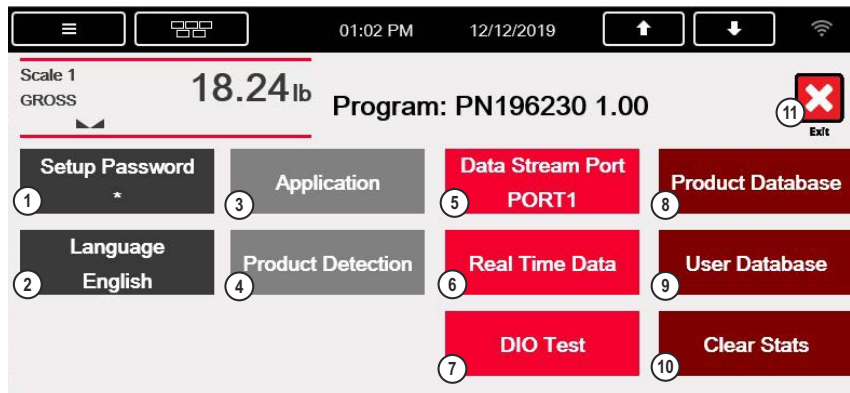 01:02 PM 12/12/2019
Scale 1
GROSS
18.24 lb
Program: PN196230 1.00
11
Exit
Setup Password
*
1
Application
3
Data Stream Port
PORT1
5
Product Database
8
Language
English
2
Product Detection
4
Real Time Data
6
User Database
9
DIO Test
7
Clear Stats
10